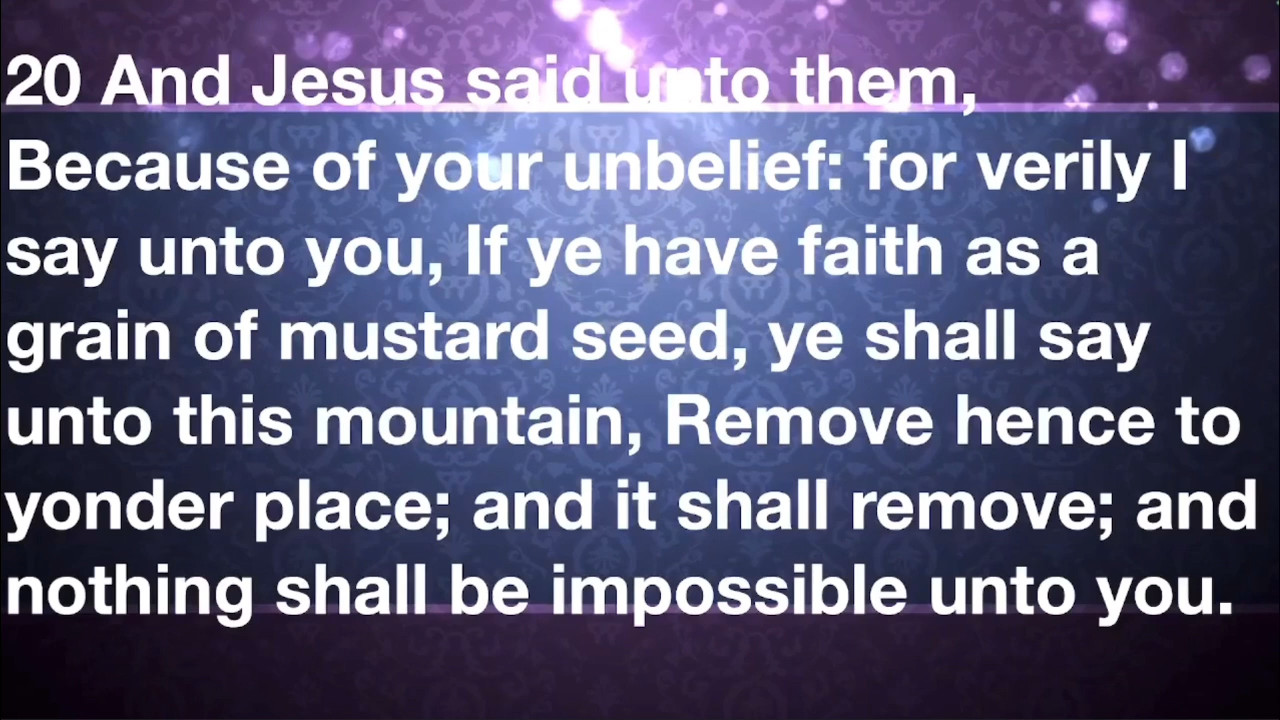 20 And Jesus said unto them,
Because of your unbelief: for verily I
say unto you, If ye have faith as a
grain of mustard seed, ye shall say
unto this mountain, Remove hence to
yonder place; and it shall remove; and
nothing shall be impossible unto you.